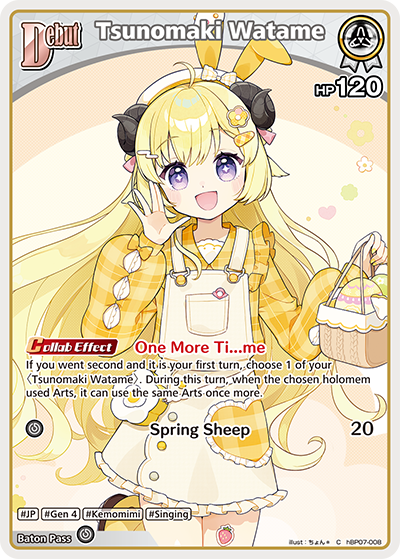 Debut
Tsunomaki Watame
HP 120
Collab Effect
One More Ti...me
If you went second and it is your first turn, choose 1 of your
〈Tsunomaki Watame〉. During this turn, when the chosen holomem
used Arts, it can use the same Arts once more.
Spring Sheep 20
#JP #Gen 4 #Kemomimi #Singing
Baton Pass
illust : ちょん* C hBP07-008